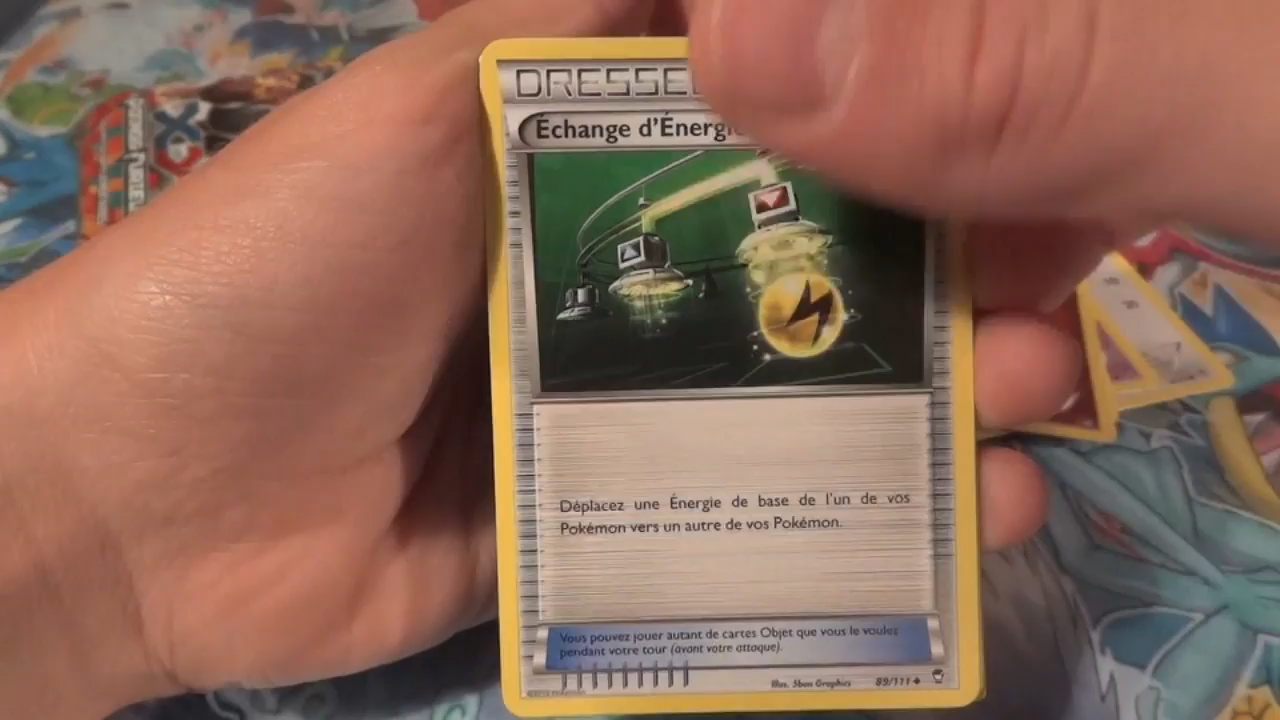 DRESSE
Échange d'Énergie
Déplacez une Énergie de base de l'un de vos
Pokémon vers un autre de vos Pokémon.
Vous pouvez jouer autant de cartes Objet que vous le voulez
pendant votre tour (avant votre attaque).
Illus. 5ban Graphics 89/111